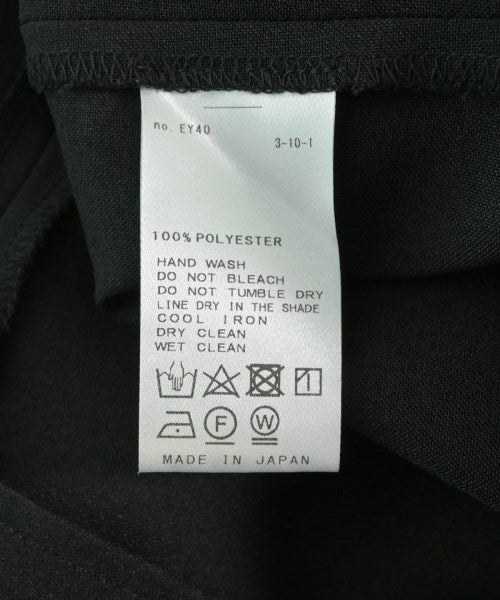 no. EY40
3-10-1
100% POLYESTER
HAND WASH
DO NOT BLEACH
DO NOT TUMBLE DRY
LINE DRY IN THE SHADE
COOL IRON
DRY CLEAN
WET CLEAN
F W
MADE IN JAPAN